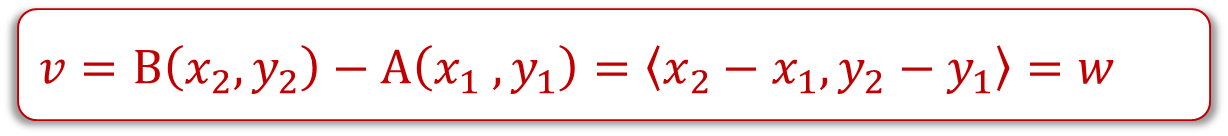 𝑣 = B(𝑥₂, 𝑦₂) − A(𝑥₁ , 𝑦₁) = ⟨𝑥₂ − 𝑥₁, 𝑦₂ − 𝑦₁⟩ = 𝑤